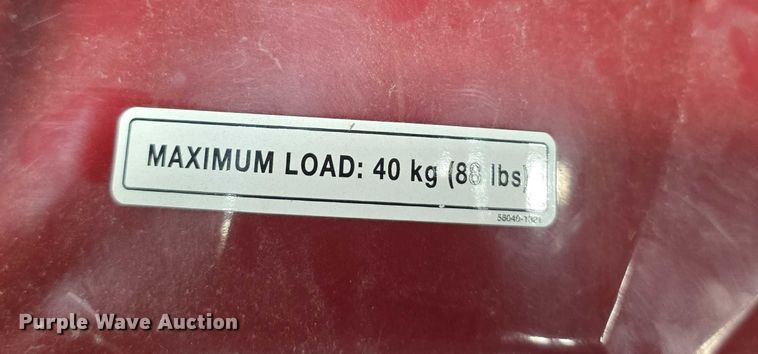 MAXIMUM LOAD: 40 kg (88 lbs)
Purple Wave Auction